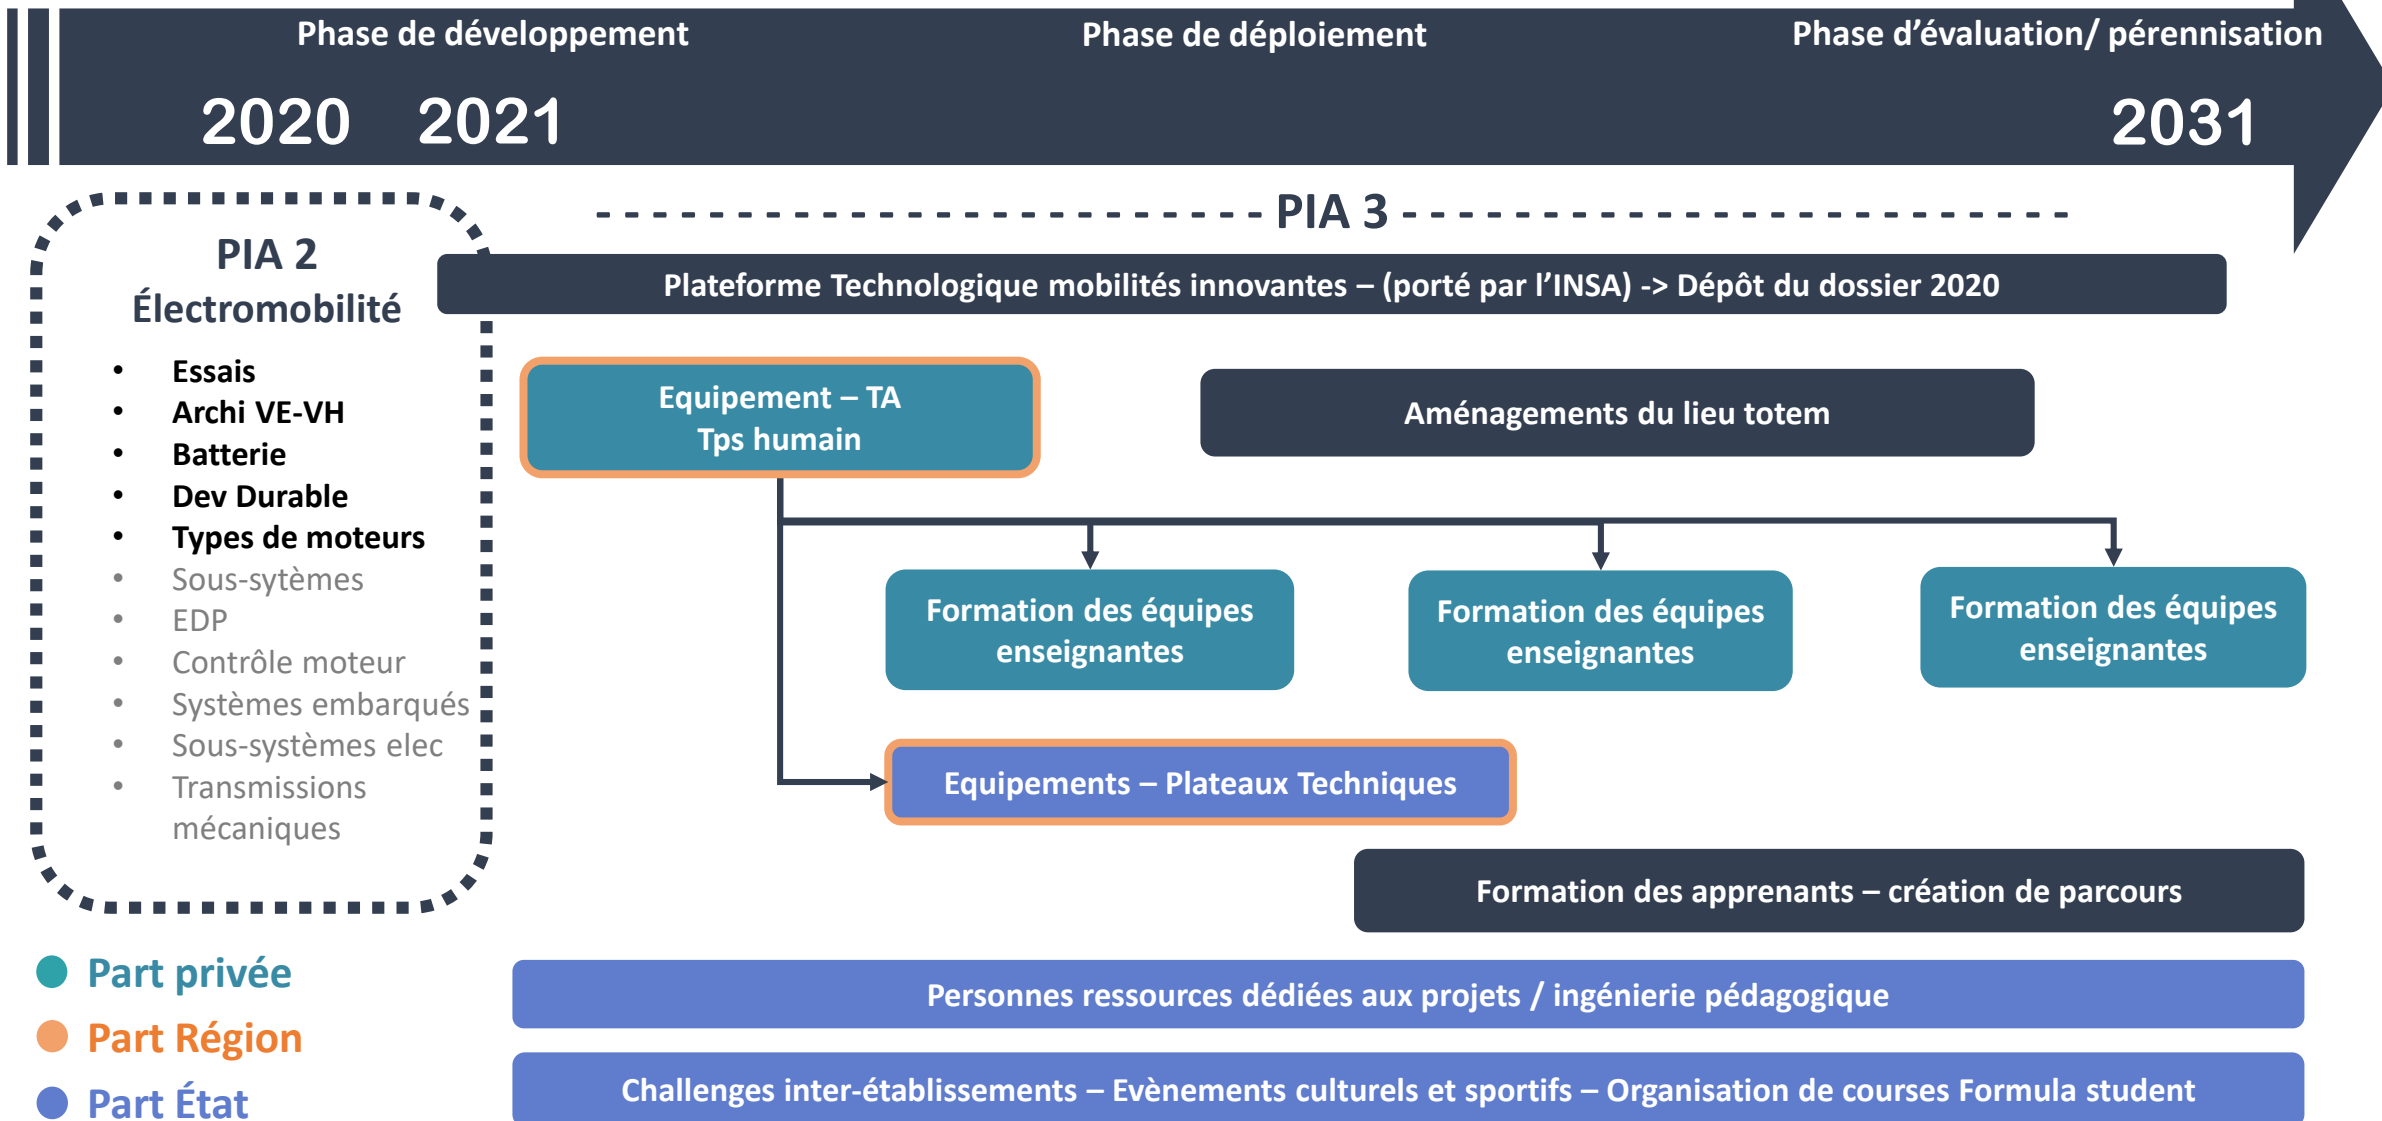 Phase de développement
Phase de déploiement
Phase d'évaluation/ pérennisation
2020
2021
2031
PIA 2
Électromobilité
• Essais
• Archi VE-VH
• Batterie
• Dev Durable
• Types de moteurs
• Sous-sytèmes
• EDP
• Contrôle moteur
• Systèmes embarqués
• Sous-systèmes elec
• Transmissions
mécaniques
PIA 3
Plateforme Technologique mobilités innovantes – (porté par l'INSA) -> Dépôt du dossier 2020
Equipement – TA
Tps humain
Aménagements du lieu totem
Formation des équipes
enseignantes
Formation des équipes
enseignantes
Formation des équipes
enseignantes
Equipements – Plateaux Techniques
Formation des apprenants – création de parcours
Personnes ressources dédiées aux projets / ingénierie pédagogique
Challenges inter-établissements – Evènements culturels et sportifs – Organisation de courses Formula student
Part privée
Part Région
Part État